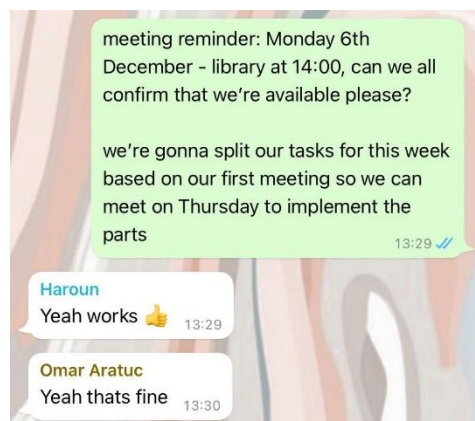 meeting reminder: Monday 6th
December - library at 14:00, can we all
confirm that we're available please?
we're gonna split our tasks for this week
based on our first meeting so we can
meet on Thursday to implement the
parts
13:29
Haroun
Yeah works 👍
13:29
Omar Aratuc
Yeah thats fine
13:30